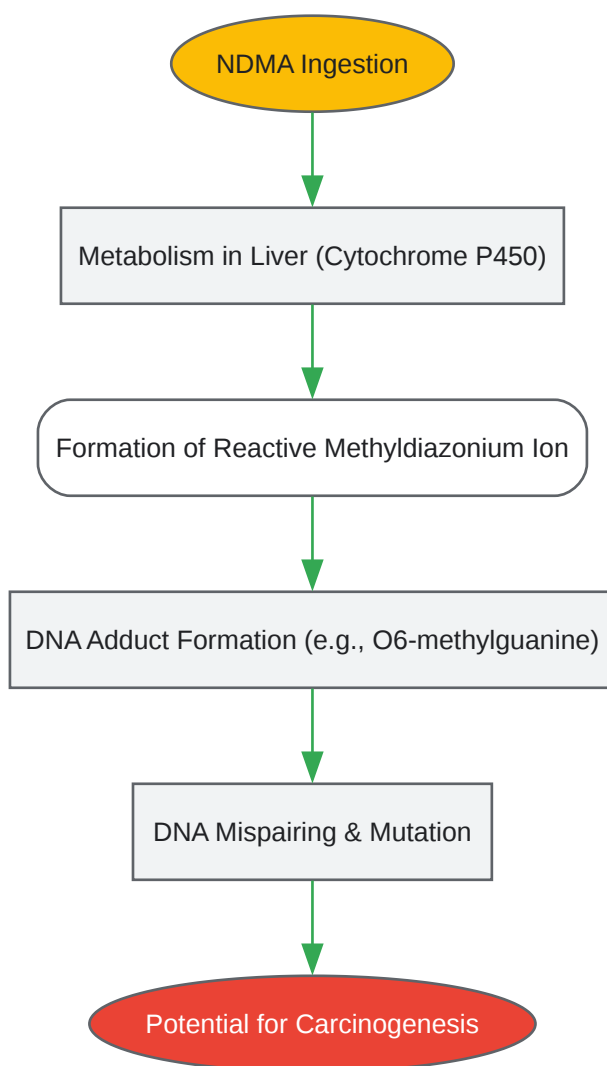 NDMA Ingestion
Metabolism in Liver (Cytochrome P450)
Formation of Reactive Methyldiazonium Ion
DNA Adduct Formation (e.g., O6-methylguanine)
DNA Mispairing & Mutation
Potential for Carcinogenesis